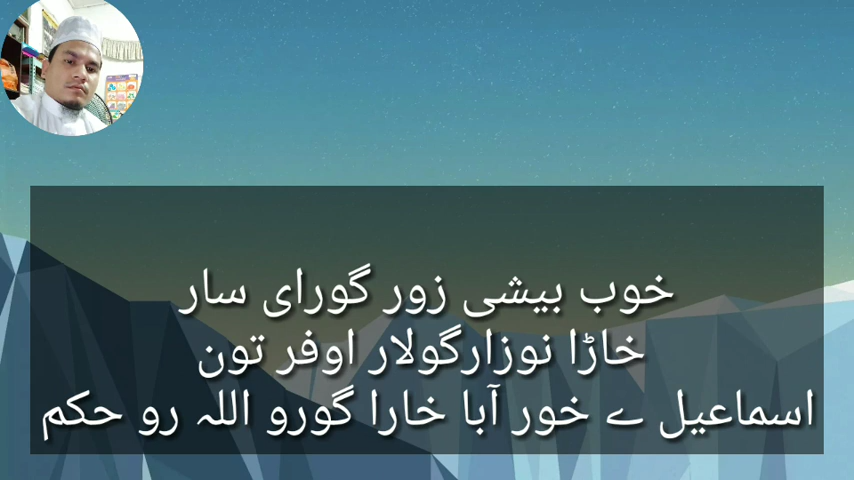 خوب بیشی زور گورای سار
خاڑا نوزارگولار اوفر تون
اسماعیل ے خور آبا خارا گورو اللہ رو حکم